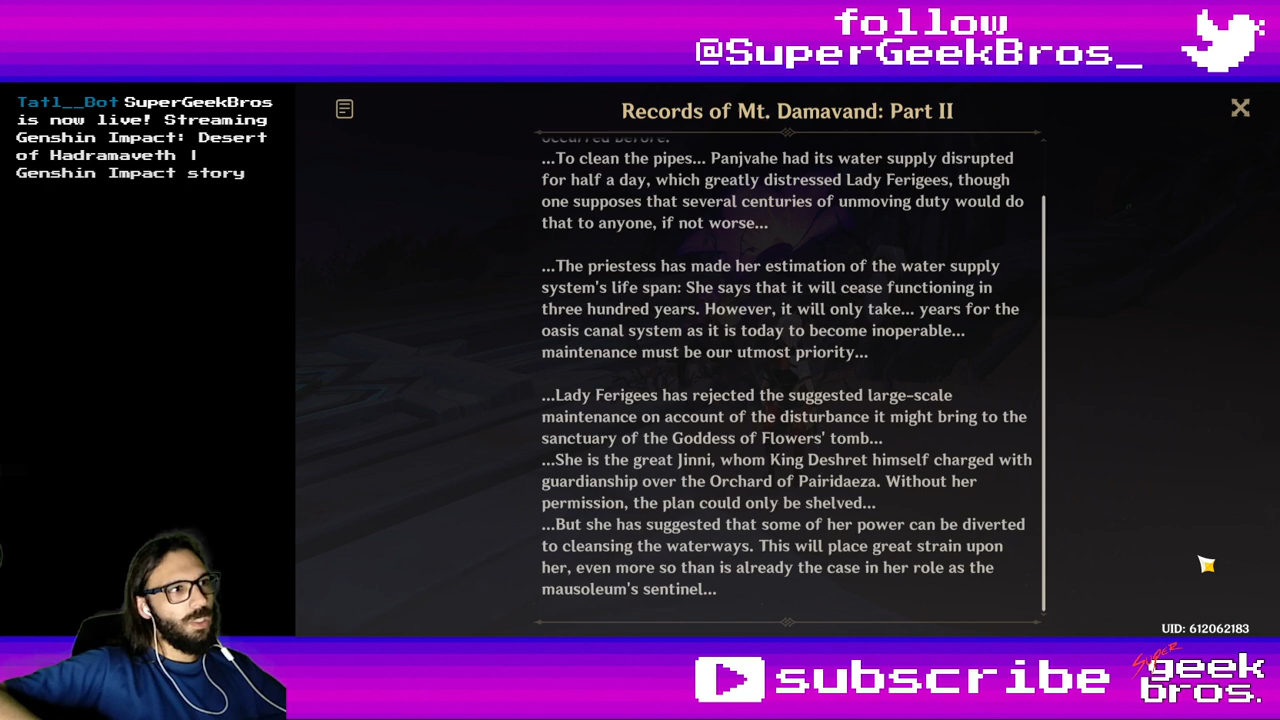 follow
@SuperGeekBros_
Tatl__Bot SuperGeekBros
is now live! Streaming
Genshin Impact: Desert
of Hadramaveth |
Genshin Impact story
Records of Mt. Damavand: Part II
occurred before.
...To clean the pipes... Panjvahe had its water supply disrupted
for half a day, which greatly distressed Lady Ferigees, though
one supposes that several centuries of unmoving duty would do
that to anyone, if not worse...
...The priestess has made her estimation of the water supply
system's life span: She says that it will cease functioning in
three hundred years. However, it will only take... years for the
oasis canal system as it is today to become inoperable...
maintenance must be our utmost priority...
...Lady Ferigees has rejected the suggested large-scale
maintenance on account of the disturbance it might bring to the
sanctuary of the Goddess of Flowers' tomb...
...She is the great Jinni, whom King Deshret himself charged with
guardianship over the Orchard of Pairidaeza. Without her
permission, the plan could only be shelved...
...But she has suggested that some of her power can be diverted
to cleansing the waterways. This will place great strain upon
her, even more so than is already the case in her role as the
mausoleum's sentinel...
UID: 612062183
subscribe
SUPER
geek
bros.